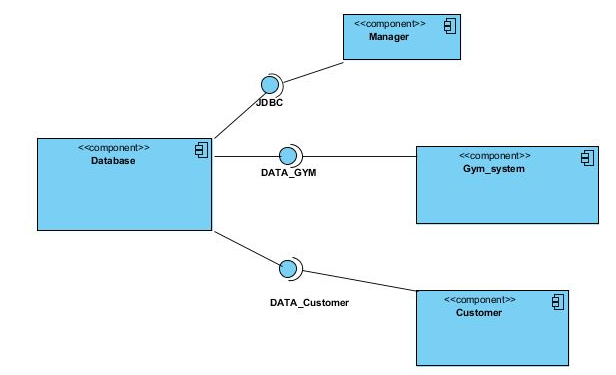 <<component>>
Manager
JDBC
<<component>>
Database
<<component>>
Gym_system
DATA_GYM
DATA_Customer
<<component>>
Customer